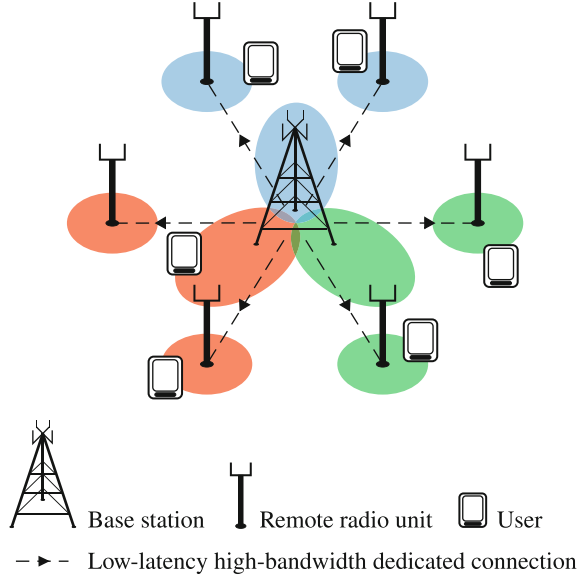 Base station Remote radio unit User
Low-latency high-bandwidth dedicated connection